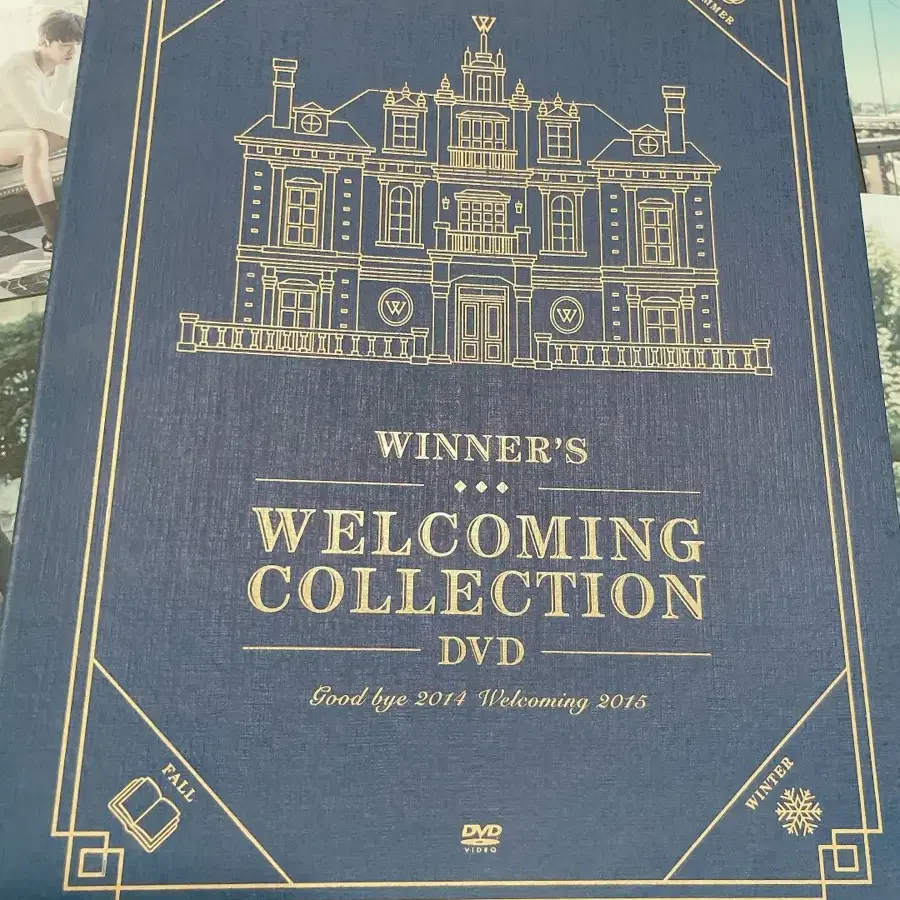 W
W
W
WINNER'S
WELCOMING
COLLECTION
DVD
Good bye 2014 Welcoming 2015
FALL
WINTER
DVD
VIDEO